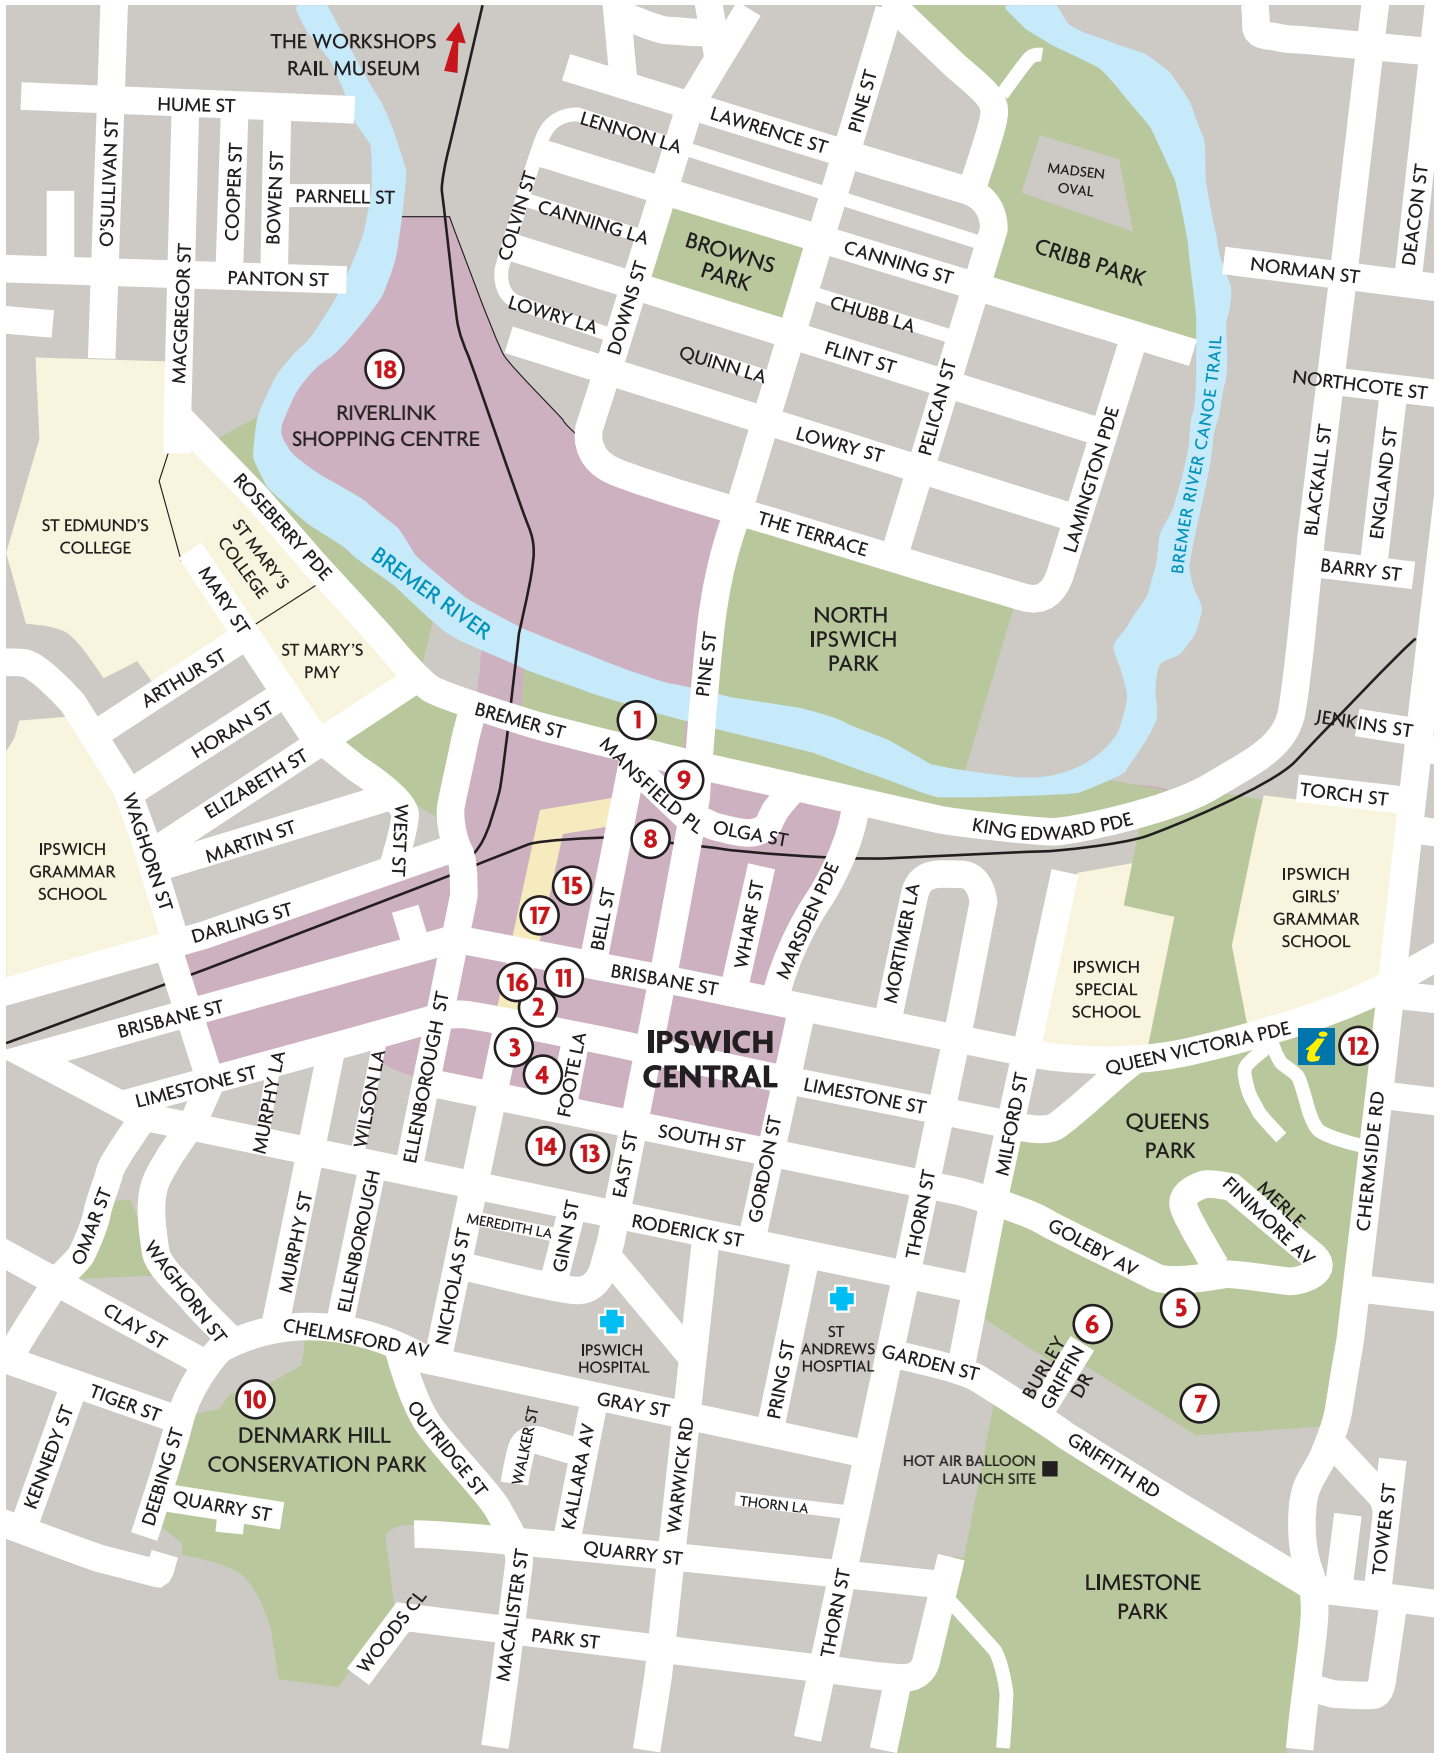 THE WORKSHOPS
RAIL MUSEUM
HUME ST
O'SULLIVAN ST
COOPER ST
BOWEN ST
PARNELL ST
MACGREGOR ST
PANTON ST
LENNON LA
LAWRENCE ST
PINE ST
COLVIN ST
CANNING LA
BROWNS
PARK
DOWNS ST
LOWRY LA
QUINN LA
CANNING ST
CHUBB LA
FLINT ST
PELICAN ST
LOWRY ST
LAMINGTON PDE
THE TERRACE
MADSEN
OVAL
CRIBB PARK
BREMER RIVER CANOE TRAIL
DEACON ST
NORMAN ST
NORTHCOTE ST
BLACKALL ST
ENGLAND ST
BARRY ST
JENKINS ST
TORCH ST
18
RIVERLINK
SHOPPING CENTRE
ROSEBERRY PDE
ST EDMUND'S
COLLEGE
ST MARY'S
COLLEGE
MARY ST
ST MARY'S
PMY
BREMER RIVER
NORTH
IPSWICH
PARK
PINE ST
ARTHUR ST
HORAN ST
ELIZABETH ST
MARTIN ST
WEST ST
WAGHORN ST
DARLING ST
IPSWICH
GRAMMAR
SCHOOL
BREMER ST
1
MANSFIELD PL
9
8
OLGA ST
KING EDWARD PDE
15
17
BELL ST
WHARF ST
MARSDEN PDE
MORTIMER LA
IPSWICH
GIRLS'
GRAMMAR
SCHOOL
IPSWICH
SPECIAL
SCHOOL
BRISBANE ST
BRISBANE ST
16
11
2
3
4
FOOTE LA
IPSWICH
CENTRAL
ELLENBOROUGH ST
LIMESTONE ST
MURPHY LA
WILSON LA
LIMESTONE ST
QUEEN VICTORIA PDE
i
12
MILFORD ST
QUEENS
PARK
CHERMSIDE RD
SOUTH ST
14
13
EAST ST
GORDON ST
THORN ST
MERLE
FINIMORE AV
GOLEBY AV
5
6
7
BURLEY
GRIFFIN
DR
OMAR ST
WAGHORN ST
MURPHY ST
ELLENBOROUGH
NICHOLAS ST
MEREDITH LA
GINN ST
RODERICK ST
CLAY ST
CHELMSFORD AV
IPSWICH
HOSPITAL
ST
ANDREWS
HOSPTIAL
PRING ST
GARDEN ST
TIGER ST
KENNEDY ST
DEEBING ST
10
DENMARK HILL
CONSERVATION PARK
QUARRY ST
OUTRIDGE ST
GRAY ST
WALKER ST
KALLARA AV
WARWICK RD
THORN LA
HOT AIR BALLOON
LAUNCH SITE
GRIFFITH RD
TOWER ST
QUARRY ST
WOODS CL
MACALISTER ST
PARK ST
THORN ST
LIMESTONE
PARK